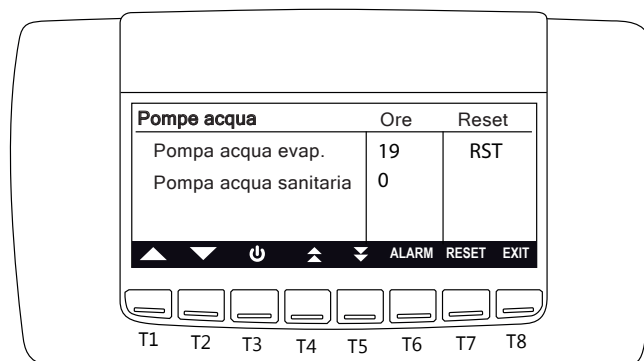 Pompe acqua Ore Reset
Pompa acqua evap. 19 RST
Pompa acqua sanitaria 0
ALARM RESET EXIT
T1 T2 T3 T4 T5 T6 T7 T8